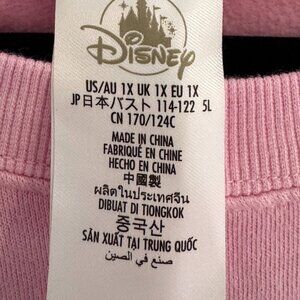 Disney
US/AU 1X UK 1X EU 1X
JP日本バスト 114-122 5L
CN 170/124C
MADE IN CHINA
FABRIQUÉ EN CHINE
HECHO EN CHINA
中國製
ผลิตในประเทศจีน
DIBUAT DI TIONGKOK
중국산
SẢN XUẤT TẠI TRUNG QUỐC
صنع في الصين